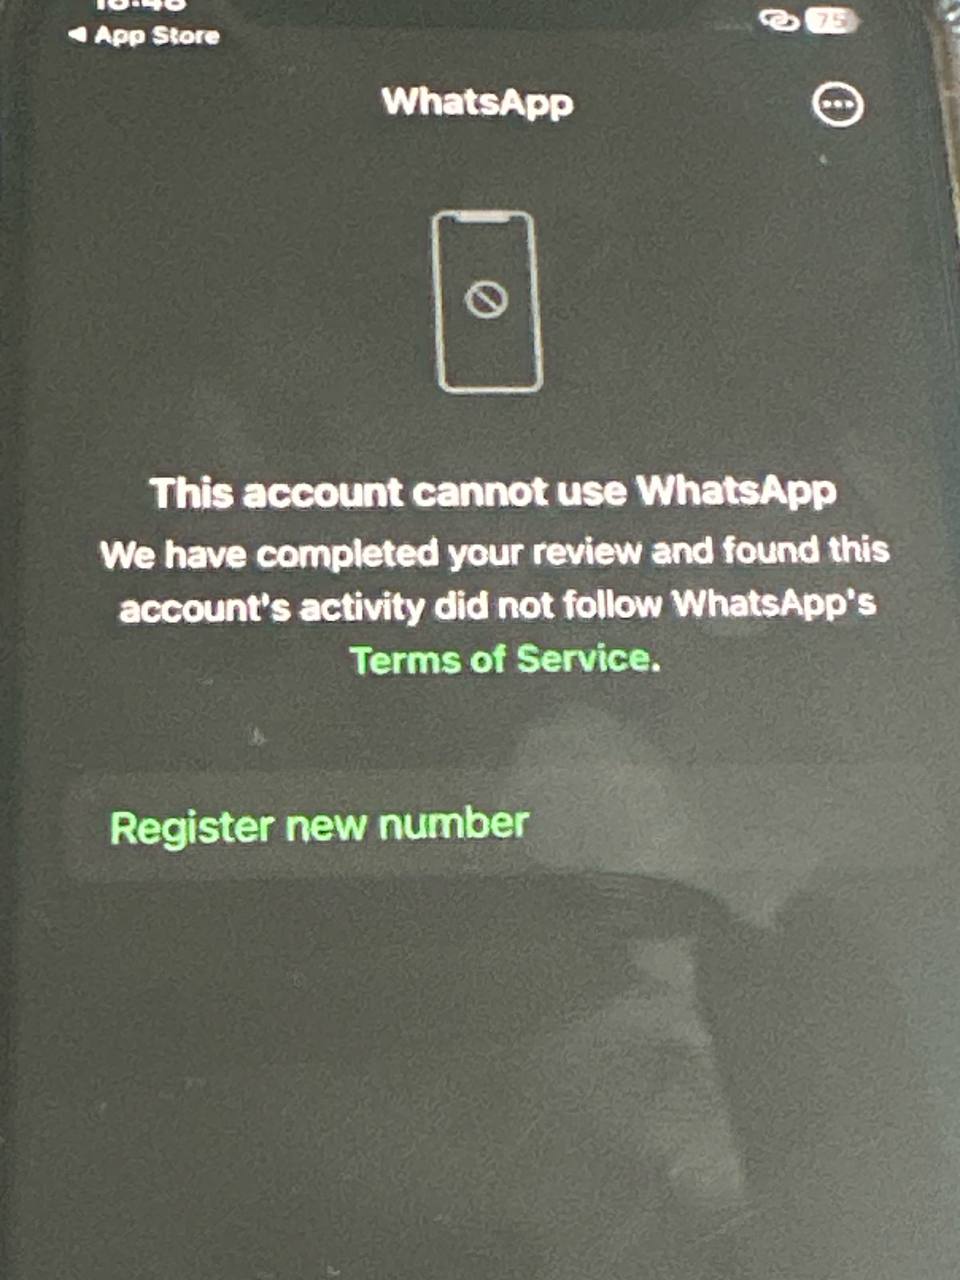 App Store
75
WhatsApp
This account cannot use WhatsApp
We have completed your review and found this
account's activity did not follow WhatsApp's
Terms of Service.
Register new number